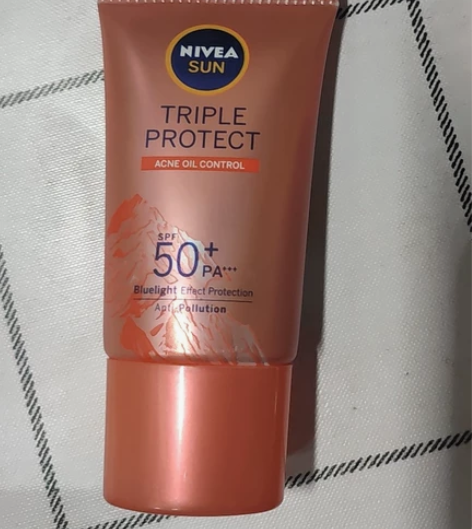 NIVEA
SUN
TRIPLE
PROTECT
ACNE OIL CONTROL
SPF
50+
PA+++
Bluelight Effect Protection
Anti-Pollution